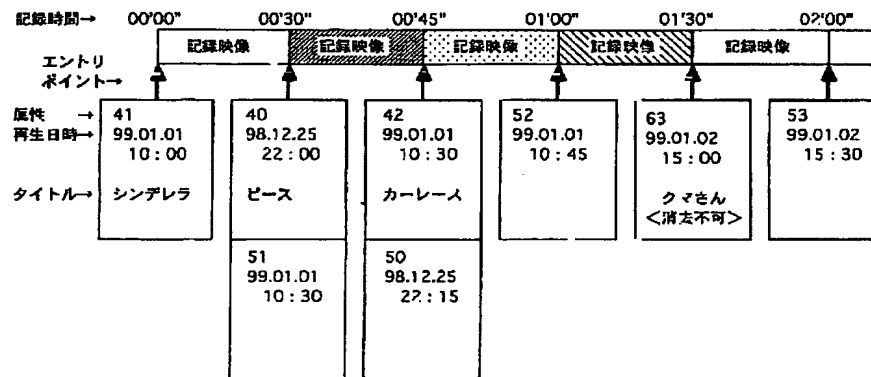 記録時間→ 00'00" 00'30" 00'45" 01'00" 01'30" 02'00"
記録映像 記録映像 記録映像 記録映像 記録映像
エントリ
ポイント→
属性 → 41 40 42 52 63 53
再生日時→ 99.01.01 98.12.25 99.01.01 99.01.01 99.01.02 99.01.02
10:00 22:00 10:30 10:45 15:00 15:30
タイトル→ シンデレラ ピース カーレース クマさん
<消去不可>
51 50
99.01.01 98.12.25
10:30 22:15